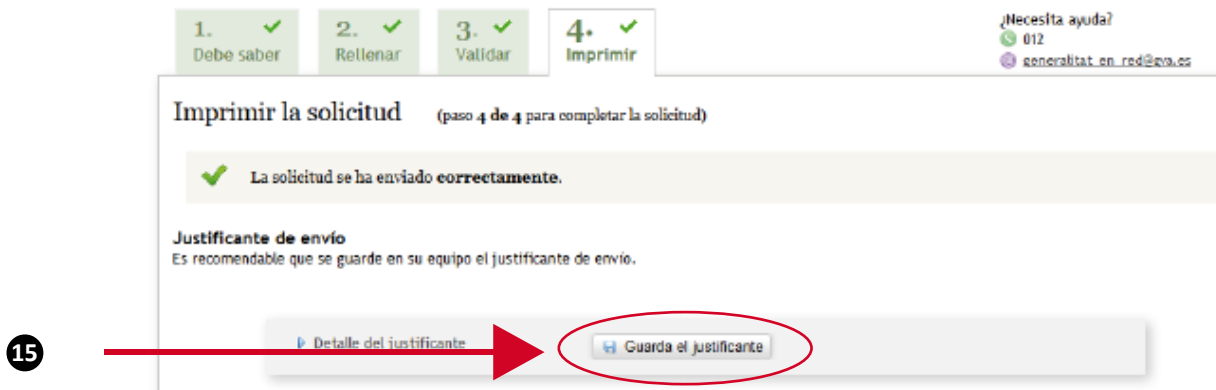 1.
Debe saber
2.
Rellenar
3.
Validar
4.
Imprimir
¿Necesita ayuda?
012
generalitat_en_red@gva.es
Imprimir la solicitud (paso 4 de 4 para completar la solicitud)
La solicitud se ha enviado correctamente.
Justificante de envío
Es recomendable que se guarde en su equipo el justificante de envío.
15
Detalle del justificante
Guarda el justificante